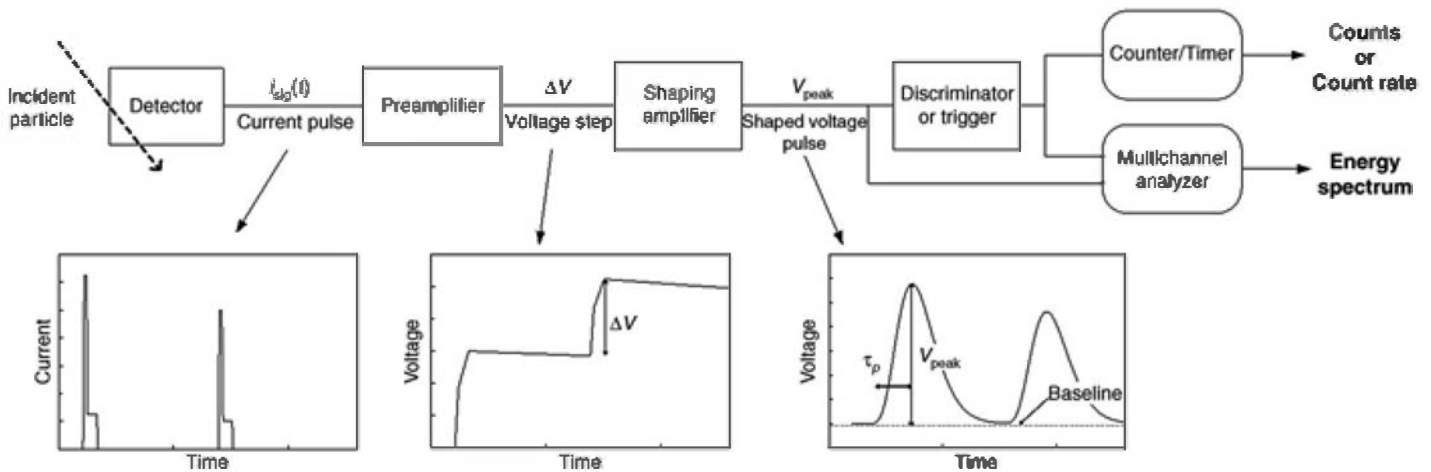 Incident
particle
Detector
i_sig(t)
Current pulse
Preamplifier
ΔV
Voltage step
Shaping
amplifier
V_peak
Shaped voltage
pulse
Discriminator
or trigger
Counter/Timer
Counts
or
Count rate
Multichannel
analyzer
Energy
spectrum
Current
Time
Voltage
ΔV
Time
Voltage
τ_p
V_peak
Baseline
Time